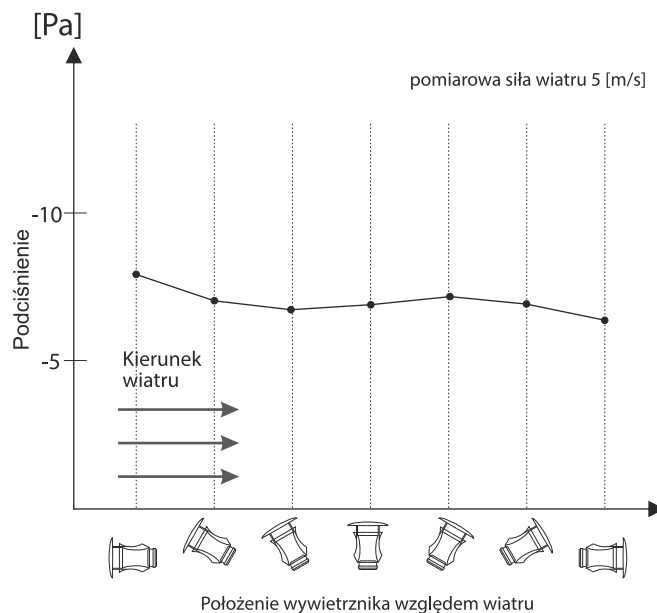 [Pa]
pomiarowa siła wiatru 5 [m/s]
-10
Podciśnienie
-5
Kierunek
wiatru
Położenie wywietrznika względem wiatru